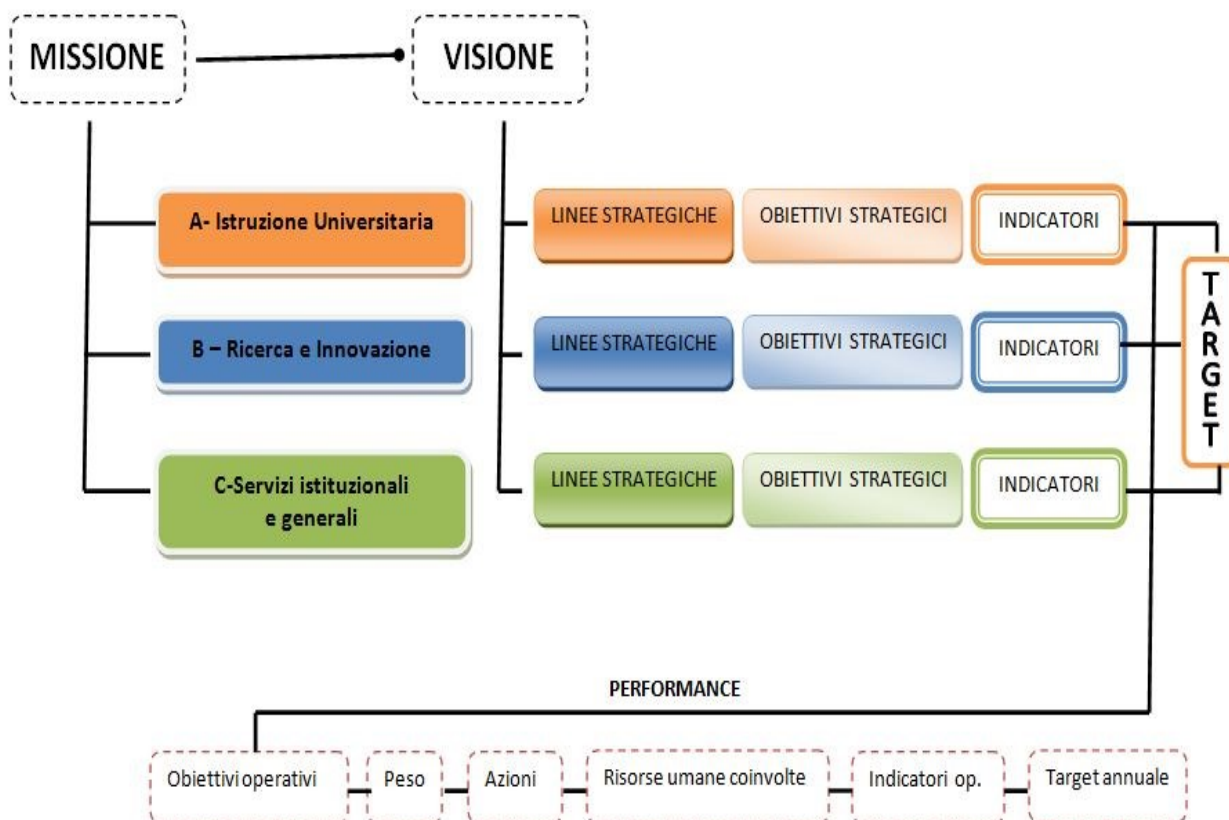 MISSIONE
VISIONE
A- Istruzione Universitaria
LINEE STRATEGICHE
OBIETTIVI STRATEGICI
INDICATORI
B – Ricerca e Innovazione
LINEE STRATEGICHE
OBIETTIVI STRATEGICI
INDICATORI
C-Servizi istituzionali
e generali
LINEE STRATEGICHE
OBIETTIVI STRATEGICI
INDICATORI
TARGET
PERFORMANCE
Obiettivi operativi
Peso
Azioni
Risorse umane coinvolte
Indicatori op.
Target annuale